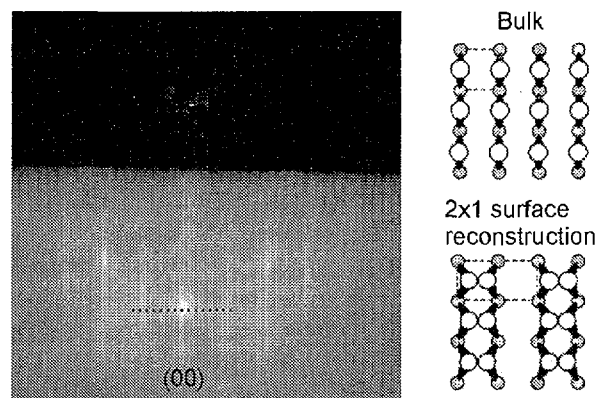 Bulk
2x1 surface
reconstruction
(00)